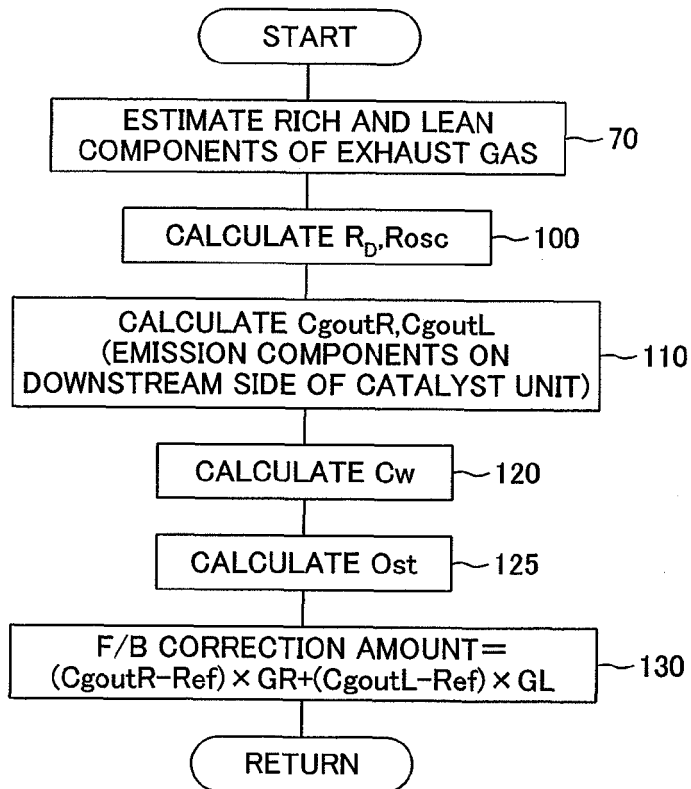 START
ESTIMATE RICH AND LEAN
COMPONENTS OF EXHAUST GAS
70
CALCULATE R_D,Rosc
100
CALCULATE CgoutR,CgoutL
(EMISSION COMPONENTS ON
DOWNSTREAM SIDE OF CATALYST UNIT)
110
CALCULATE Cw
120
CALCULATE Ost
125
F/B CORRECTION AMOUNT=
(CgoutR-Ref)×GR+(CgoutL-Ref)×GL
130
RETURN